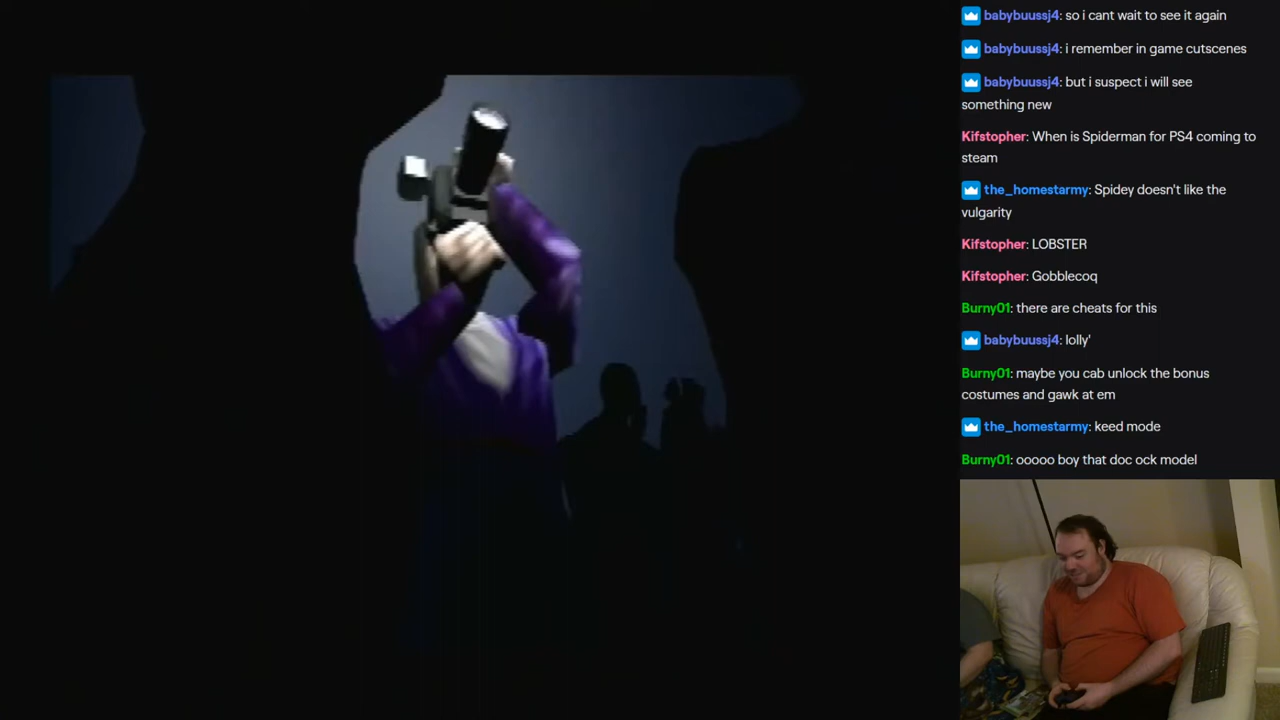 babybuussj4: so i cant wait to see it again
babybuussj4: i remember in game cutscenes
babybuussj4: but i suspect i will see
something new
Kifstopher: When is Spiderman for PS4 coming to
steam
the_homestarmy: Spidey doesn't like the
vulgarity
Kifstopher: LOBSTER
Kifstopher: Gobblecoq
Burny01: there are cheats for this
babybuussj4: lolly'
Burny01: maybe you cab unlock the bonus
costumes and gawk at em
the_homestarmy: keed mode
Burny01: ooooo boy that doc ock model